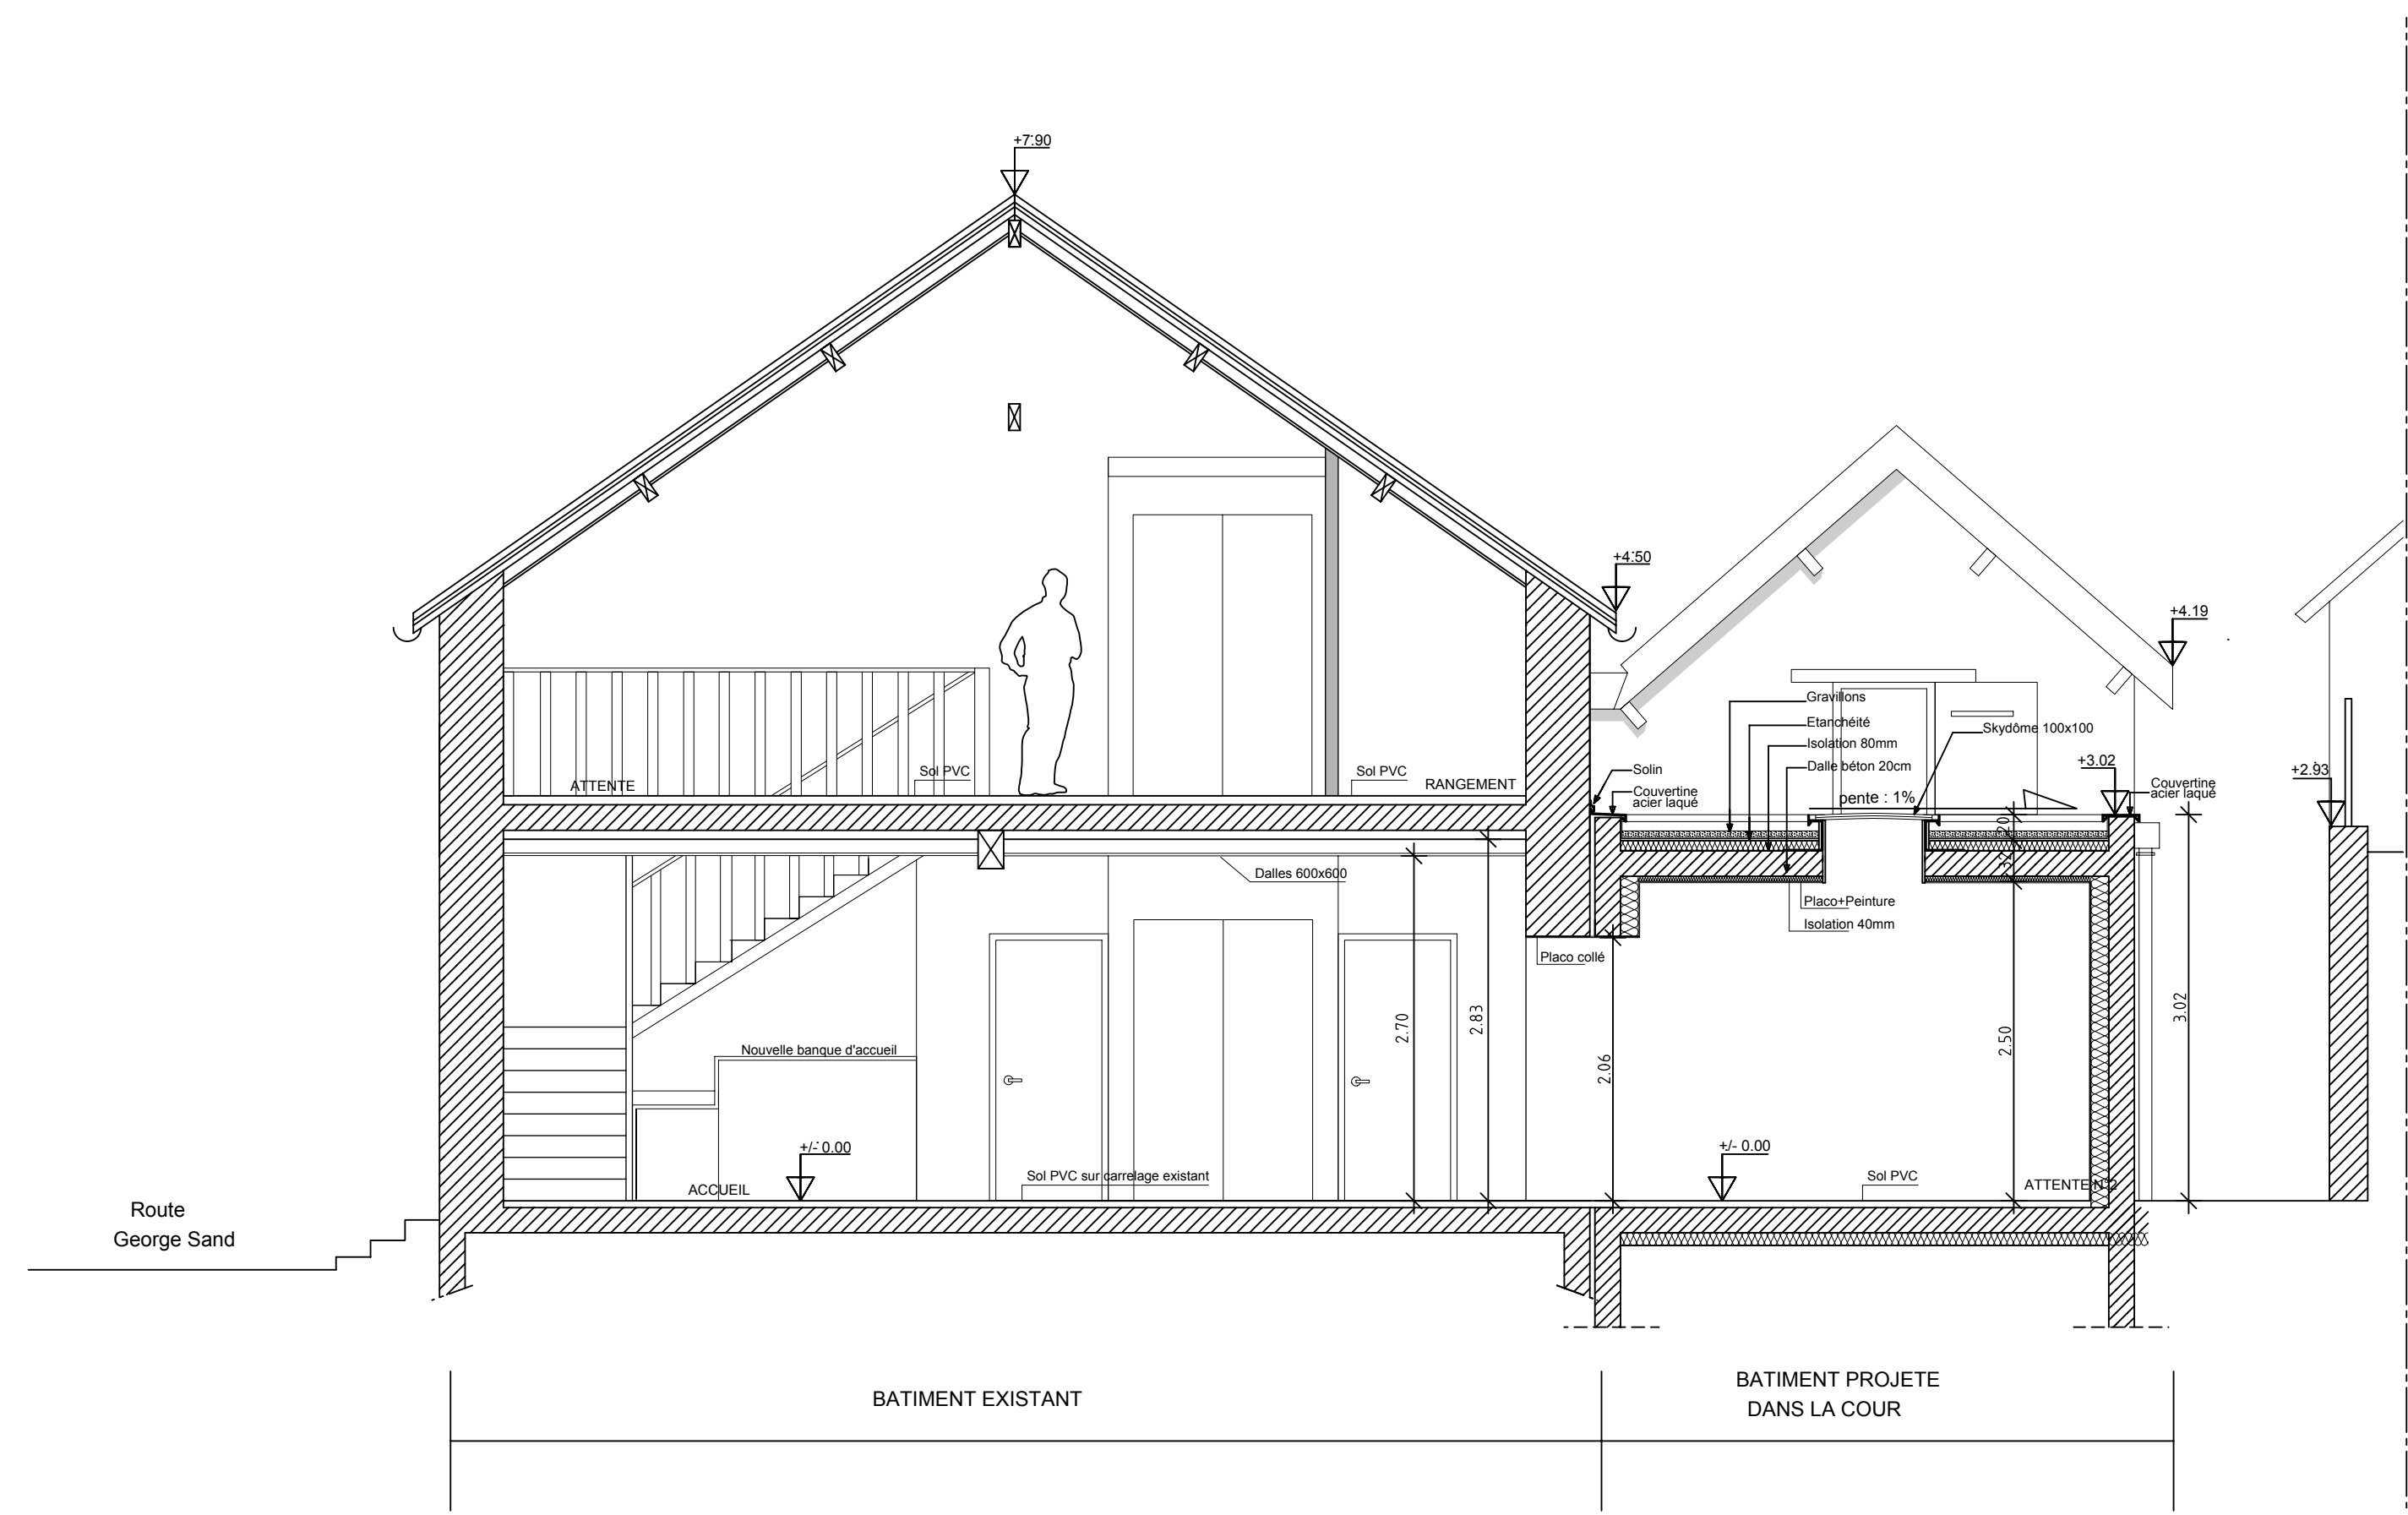 +7.90
+4.50
+4.19
Gravillons
Etanchéité
Skydôme 100x100
Isolation 80mm
Dalle béton 20cm
Solin
+3.02
+2.93
Sol PVC
Sol PVC
ATTENTE
RANGEMENT
Couvertine
acier laqué
pente : 1%
Couvertine
acier laqué
20
32
Dalles 600x600
Placo+Peinture
Isolation 40mm
Placo collé
2.70
2.83
2.06
2.50
3.02
Nouvelle banque d'accueil
+/- 0.00
+/- 0.00
Sol PVC sur carrelage existant
Sol PVC
ACCUEIL
ATTENTE N°2
Route
George Sand
BATIMENT EXISTANT
BATIMENT PROJETE
DANS LA COUR